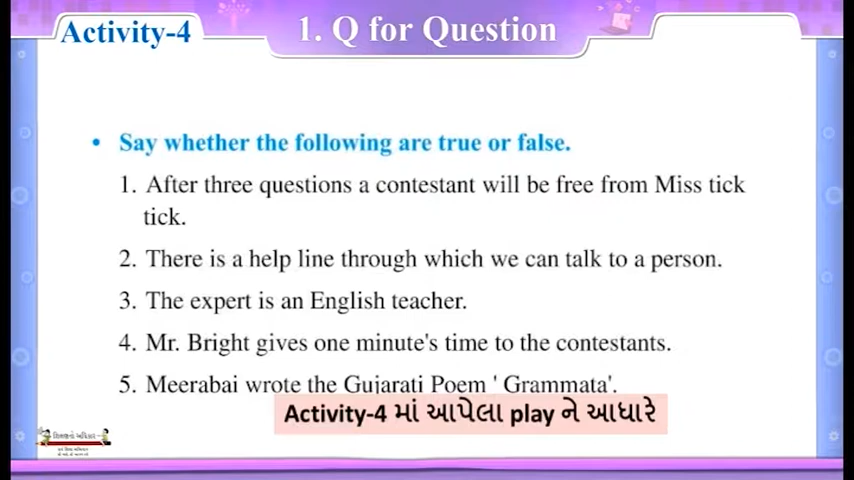 Activity-4
1. Q for Question
• Say whether the following are true or false.
1. After three questions a contestant will be free from Miss tick
tick.
2. There is a help line through which we can talk to a person.
3. The expert is an English teacher.
4. Mr. Bright gives one minute's time to the contestants.
5. Meerabai wrote the Gujarati Poem ' Grammata'.
Activity-4 માં આપેલા play ને આધારે